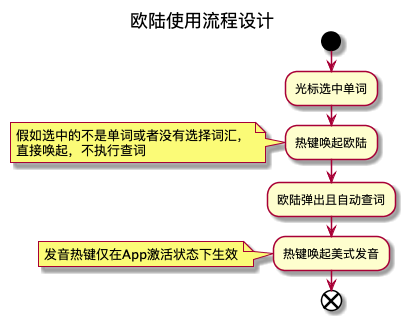 欧陆使用流程设计
光标选中单词
假如选中的不是单词或者没有选择词汇，
直接唤起，不执行查词
热键唤起欧陆
欧陆弹出且自动查词
发音热键仅在App激活状态下生效
热键唤起美式发音